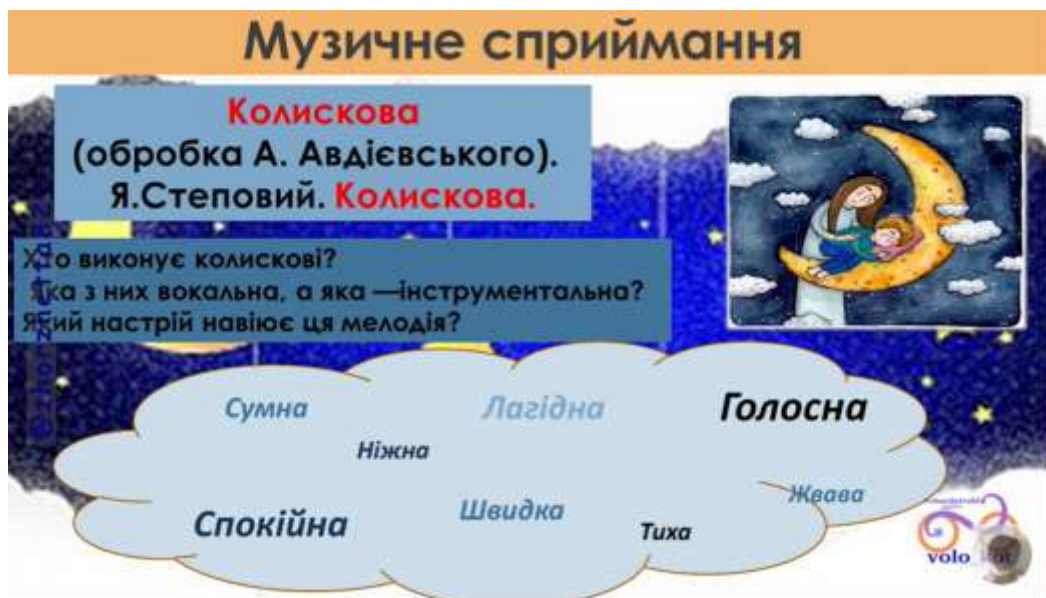 Музичне сприймання
Колискова
(обробка А. Авдієвського).
Я.Степовий. Колискова.
Хто виконує колискові?
Яка з них вокальна, а яка —інструментальна?
Який настрій навіює ця мелодія?
Сумна
Лагідна
Голосна
Ніжна
Жвава
Спокійна
Швидка
Тиха
volo